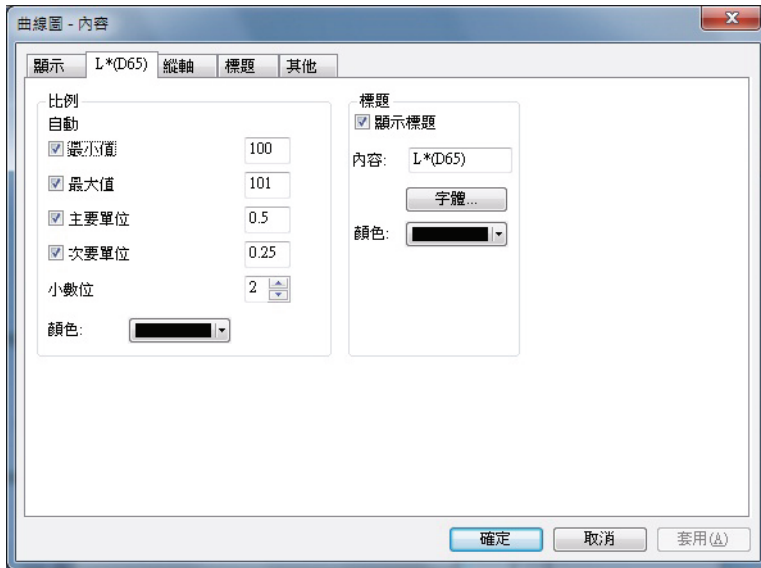 曲線圖 - 內容
顯示 L*(D65) 縱軸 標題 其他
比例
自動
最小值 100
最大值 101
主要單位 0.5
次要單位 0.25
小數位 2
顏色:
標題
顯示標題
內容: L*(D65)
字體...
顏色:
確定 取消 套用(A)